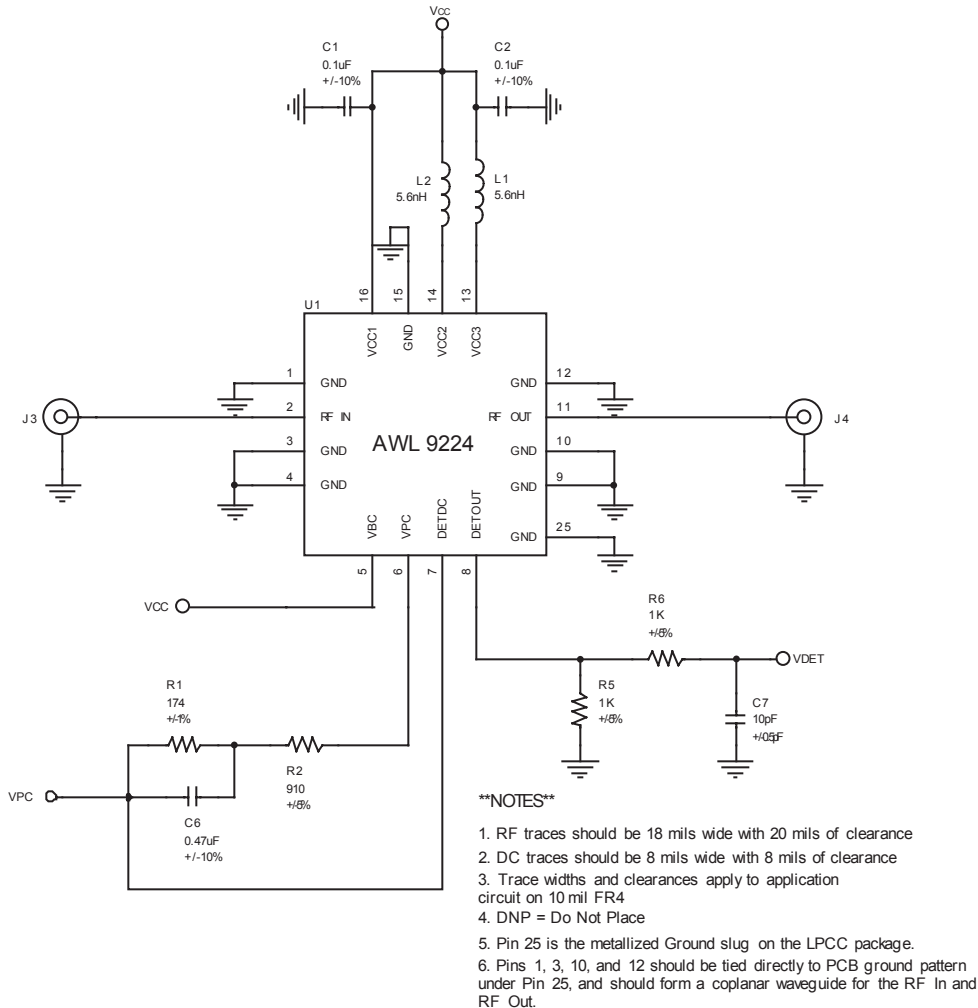 Vcc
C1
0.1uF
+/-10%
C2
0.1uF
+/-10%
L2
5.6nH
L1
5.6nH
16
15
14
13
U1
VCC1
GND
VCC2
VCC3
1
GND
GND
12
J3
2
RF IN
RF OUT
11
J4
3
GND
AWL 9224
GND
10
4
GND
GND
9
VBC
VPC
DETDC
DETOUT
GND
25
5
6
7
8
VCC
R6
1K
+/-5%
VDET
R1
174
+/-1%
R5
1K
+/-5%
C7
10pF
+/-0.5pF
R2
910
+/-5%
VPC
C6
0.47uF
+/-10%
**NOTES**
1. RF traces should be 18 mils wide with 20 mils of clearance
2. DC traces should be 8 mils wide with 8 mils of clearance
3. Trace widths and clearances apply to application
circuit on 10 mil FR4
4. DNP = Do Not Place
5. Pin 25 is the metallized Ground slug on the LPCC package.
6. Pins 1, 3, 10, and 12 should be tied directly to PCB ground pattern
under Pin 25, and should form a coplanar waveguide for the RF In and
RF Out.